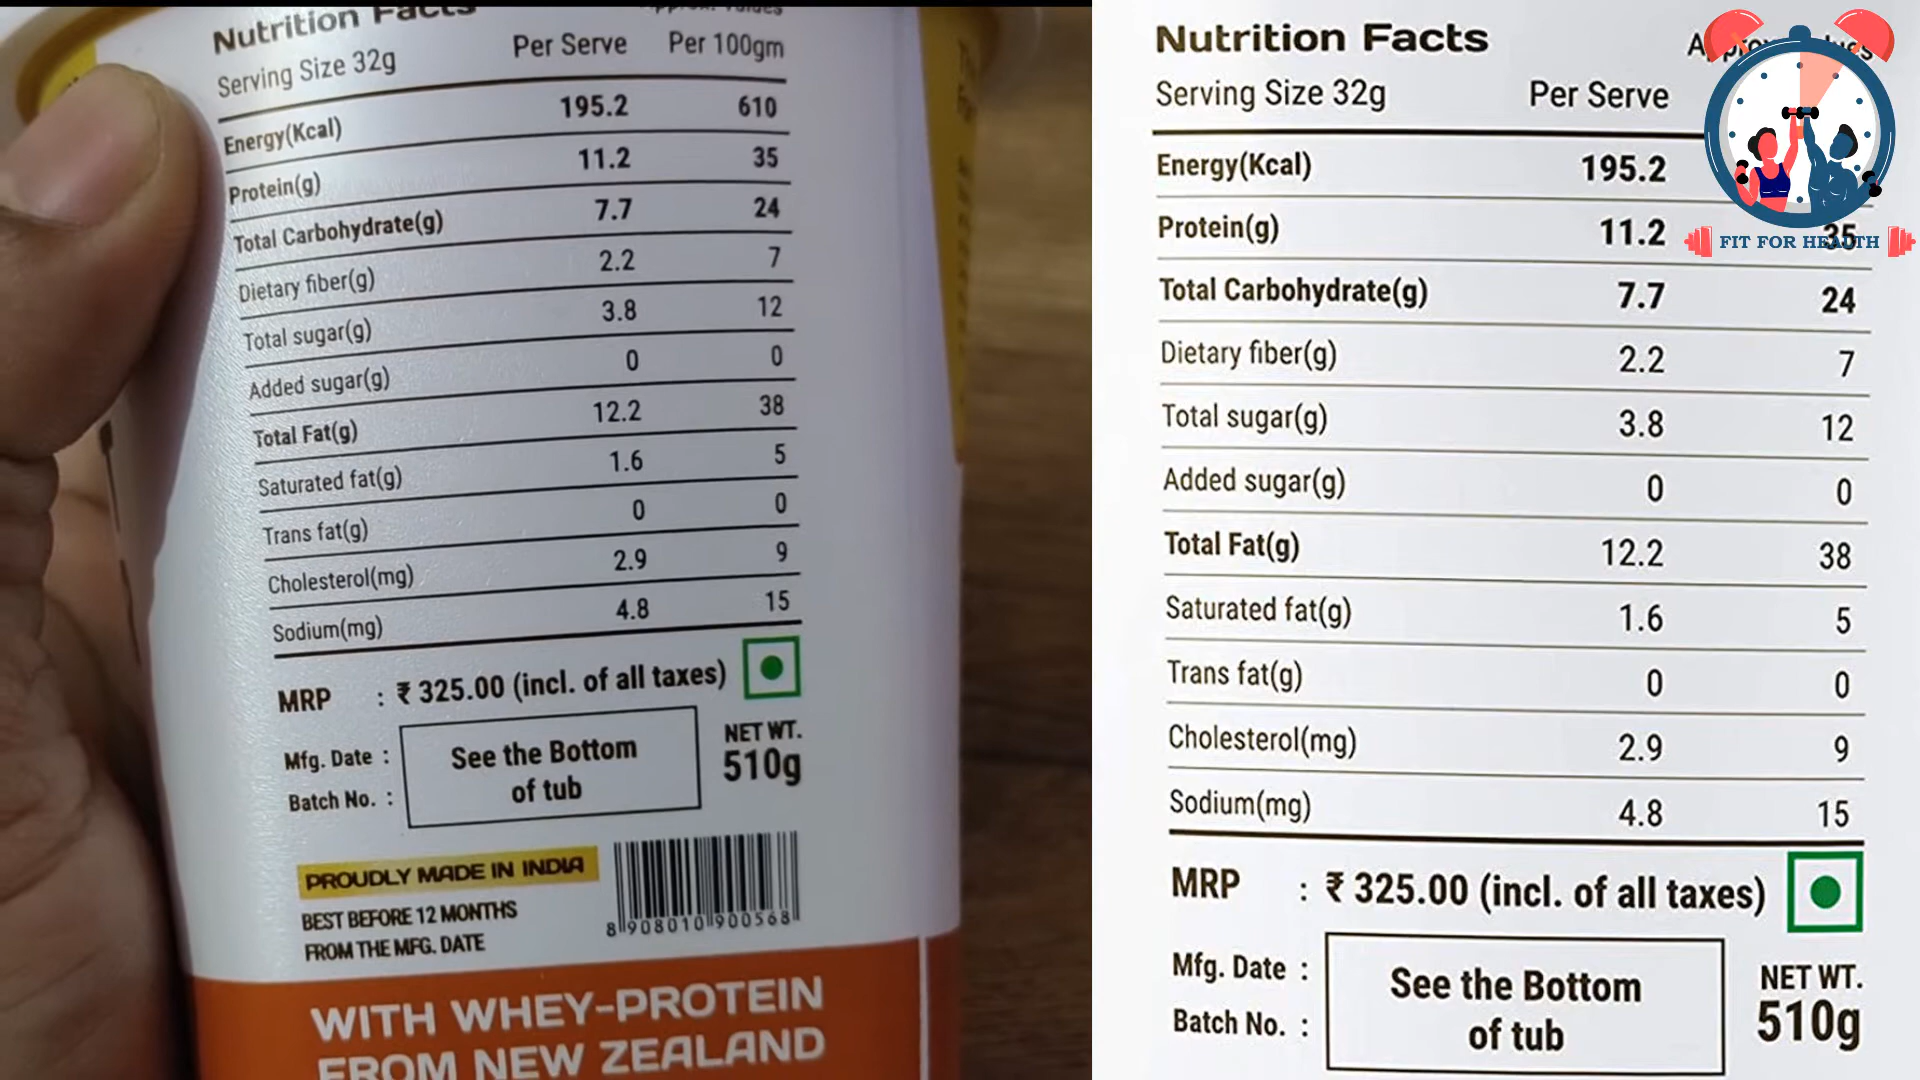 Nutrition Facts
Approx. Values
Serving Size 32g Per Serve Per 100gm
Energy(Kcal) 195.2 610
Protein(g) 11.2 35
Total Carbohydrate(g) 7.7 24
Dietary fiber(g) 2.2 7
Total sugar(g) 3.8 12
Added sugar(g) 0 0
Total Fat(g) 12.2 38
Saturated fat(g) 1.6 5
Trans fat(g) 0 0
Cholesterol(mg) 2.9 9
Sodium(mg) 4.8 15
MRP : ₹ 325.00 (incl. of all taxes)
Mfg. Date :
Batch No. :
See the Bottom
of tub
NET WT.
510g
PROUDLY MADE IN INDIA
BEST BEFORE 12 MONTHS
FROM THE MFG. DATE
8 908010 900568
WITH WHEY-PROTEIN
FROM NEW ZEALAND
Nutrition Facts
Serving Size 32g Per Serve
Energy(Kcal) 195.2
Protein(g) 11.2 35
Total Carbohydrate(g) 7.7 24
Dietary fiber(g) 2.2 7
Total sugar(g) 3.8 12
Added sugar(g) 0 0
Total Fat(g) 12.2 38
Saturated fat(g) 1.6 5
Trans fat(g) 0 0
Cholesterol(mg) 2.9 9
Sodium(mg) 4.8 15
MRP : ₹ 325.00 (incl. of all taxes)
Mfg. Date :
Batch No. :
See the Bottom
of tub
NET WT.
510g
FIT FOR HEALTH